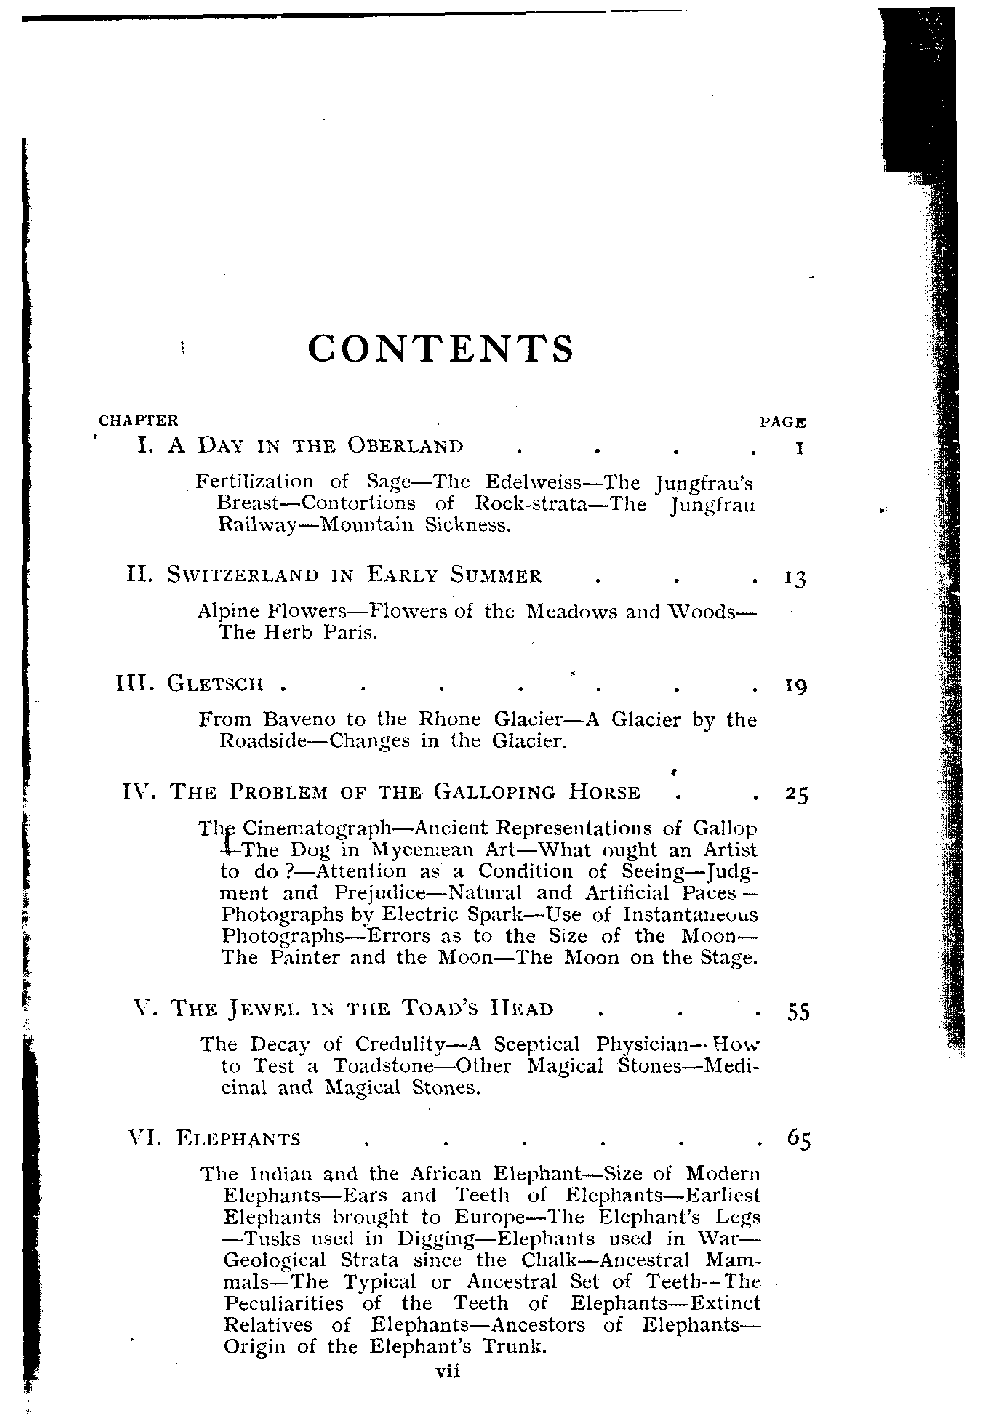 CONTENTS
CHAPTER PAGE
I. A DAY IN THE OBERLAND . . . . 1
Fertilization of Sage—The Edelweiss—The Jungfrau's
Breast—Contortions of Rock-strata—The Jungfrau
Railway—Mountain Sickness.
II. SWITZERLAND IN EARLY SUMMER . . . 13
Alpine Flowers—Flowers of the Meadows and Woods—
The Herb Paris.
III. GLETSCH . . . . . . . 19
From Baveno to the Rhone Glacier—A Glacier by the
Roadside—Changes in the Glacier.
IV. THE PROBLEM OF THE GALLOPING HORSE . . 25
The Cinematograph—Ancient Representations of Gallop
—The Dog in Mycenæan Art—What ought an Artist
to do?—Attention as a Condition of Seeing—Judg-
ment and Prejudice—Natural and Artificial Paces—
Photographs by Electric Spark—Use of Instantaneous
Photographs—Errors as to the Size of the Moon—
The Painter and the Moon—The Moon on the Stage.
V. THE JEWEL IN THE TOAD'S HEAD . . . 55
The Decay of Credulity—A Sceptical Physician—How
to Test a Toadstone—Other Magical Stones—Medi-
cinal and Magical Stones.
VI. ELEPHANTS . . . . . . 65
The Indian and the African Elephant—Size of Modern
Elephants—Ears and Teeth of Elephants—Earliest
Elephants brought to Europe—The Elephant's Legs
—Tusks used in Digging—Elephants used in War—
Geological Strata since the Chalk—Ancestral Mam-
mals—The Typical or Ancestral Set of Teeth—The
Peculiarities of the Teeth of Elephants—Extinct
Relatives of Elephants—Ancestors of Elephants—
Origin of the Elephant's Trunk.
vii